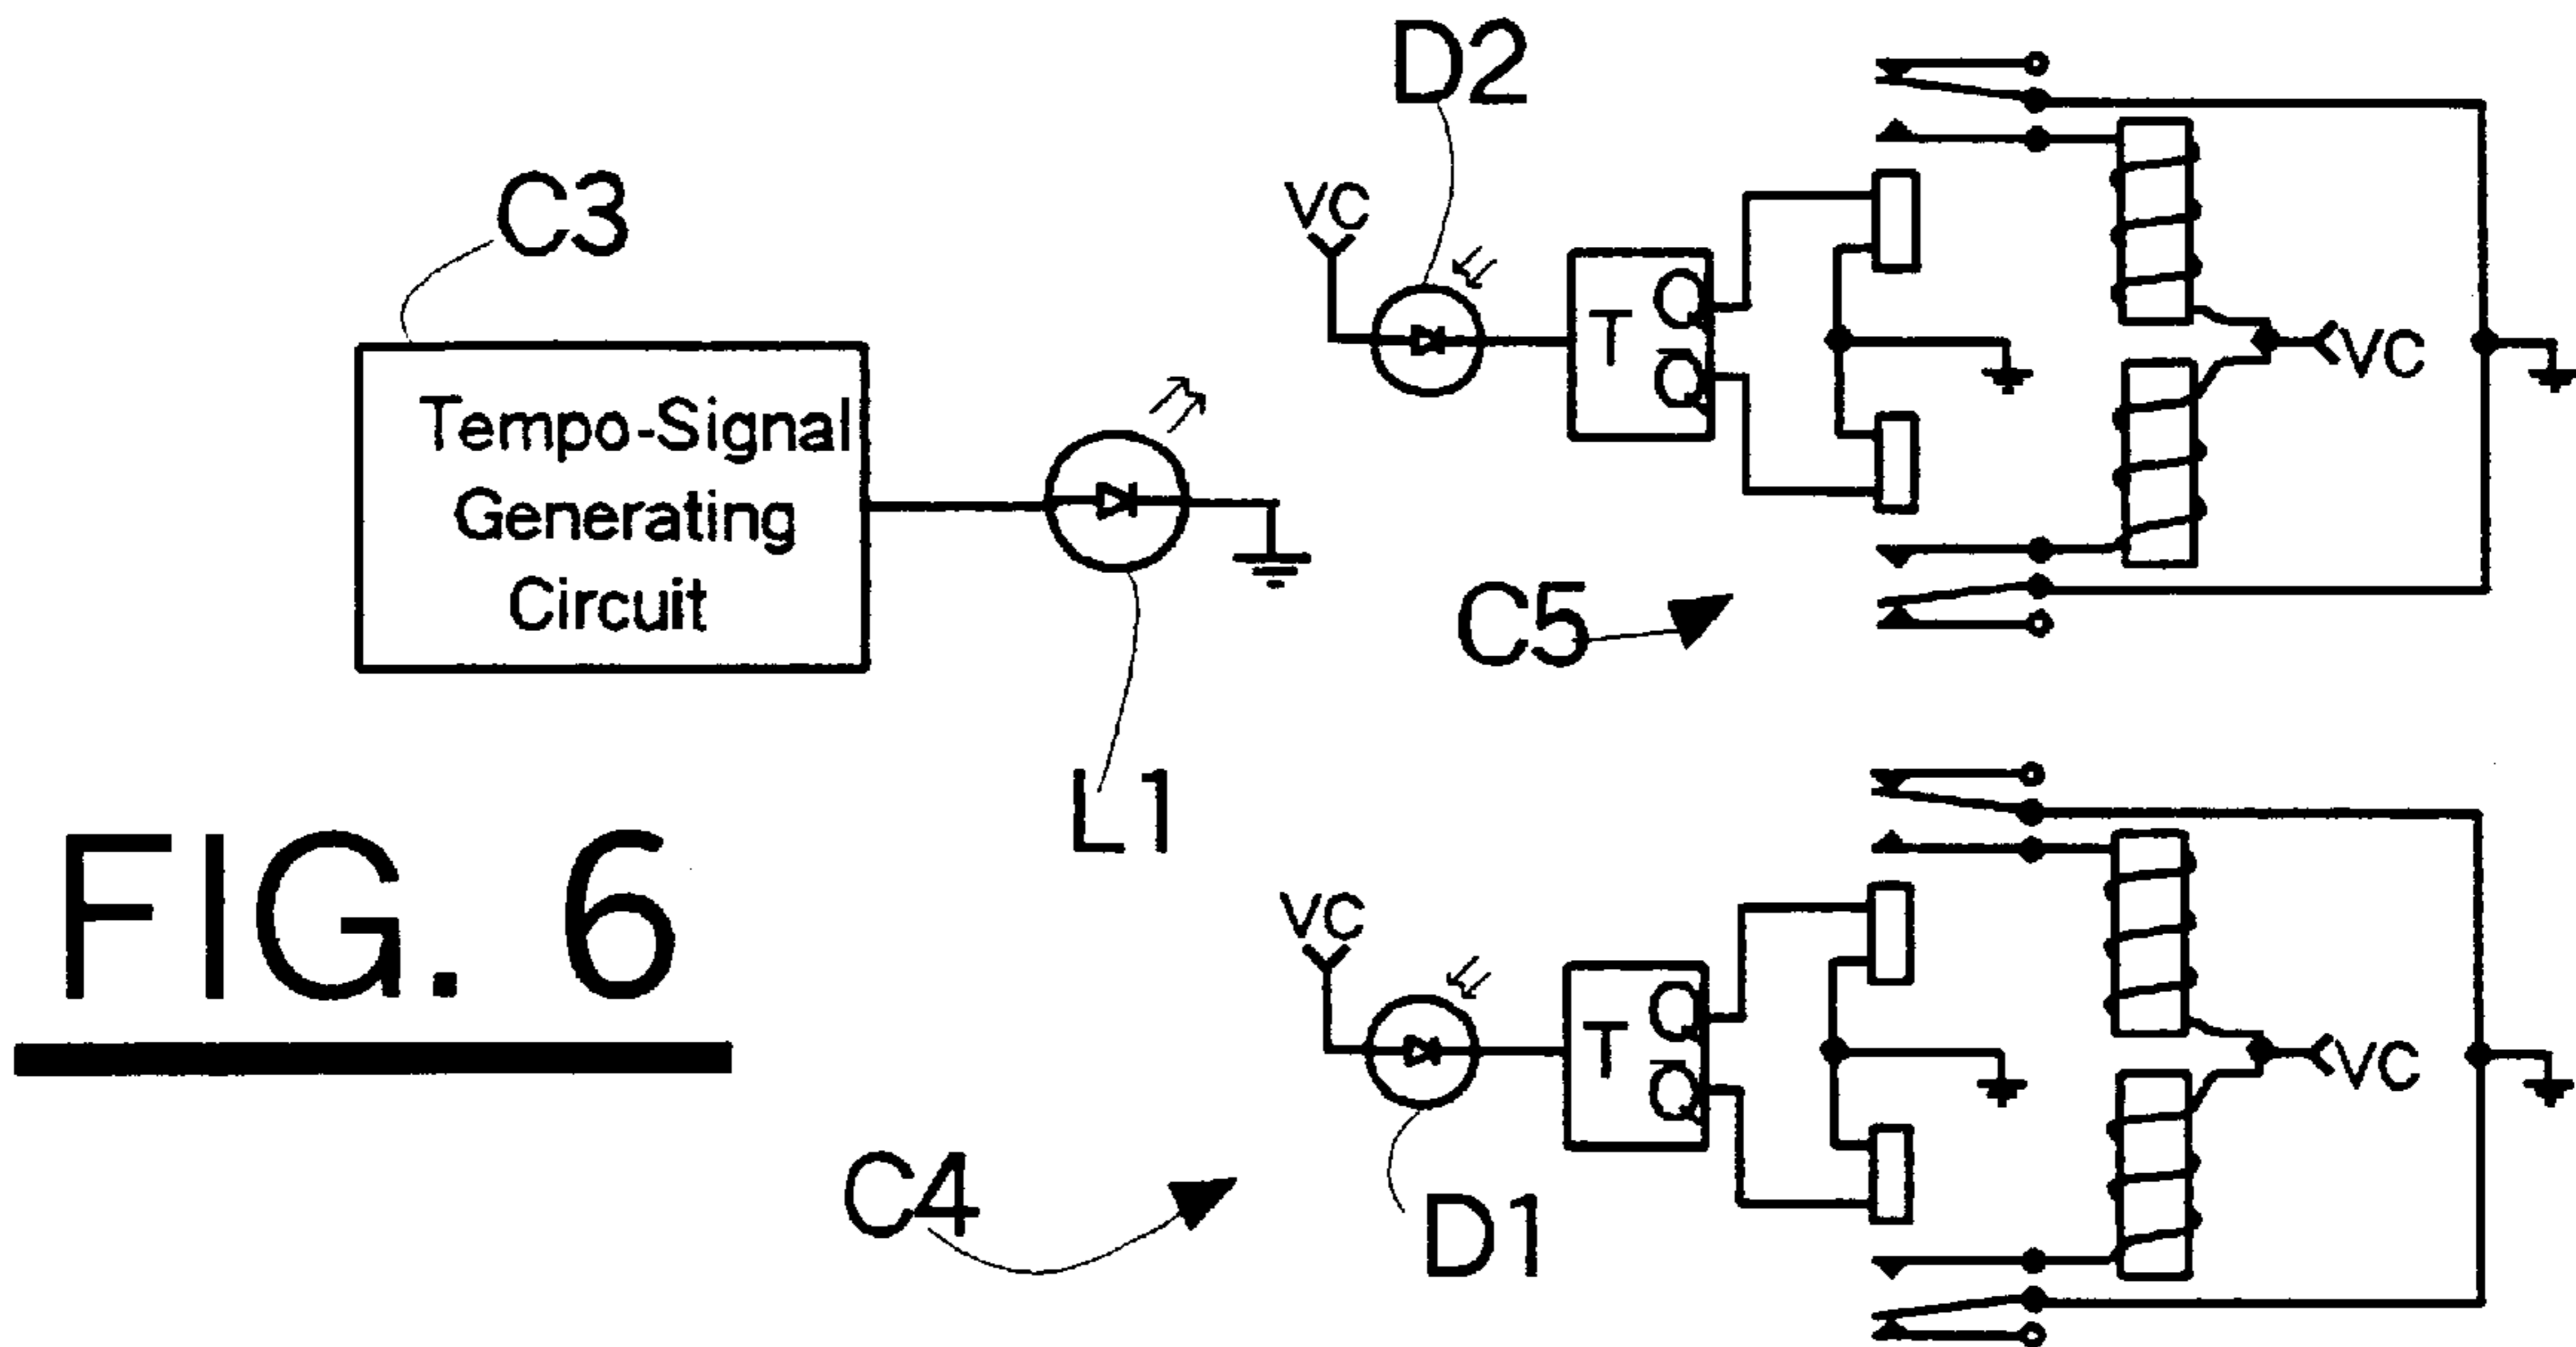 C3
Tempo-Signal
Generating
Circuit
L1
FIG. 6
D2
VC
T
Q
Q̅
VC
C5
VC
T
Q
Q̅
VC
C4
D1